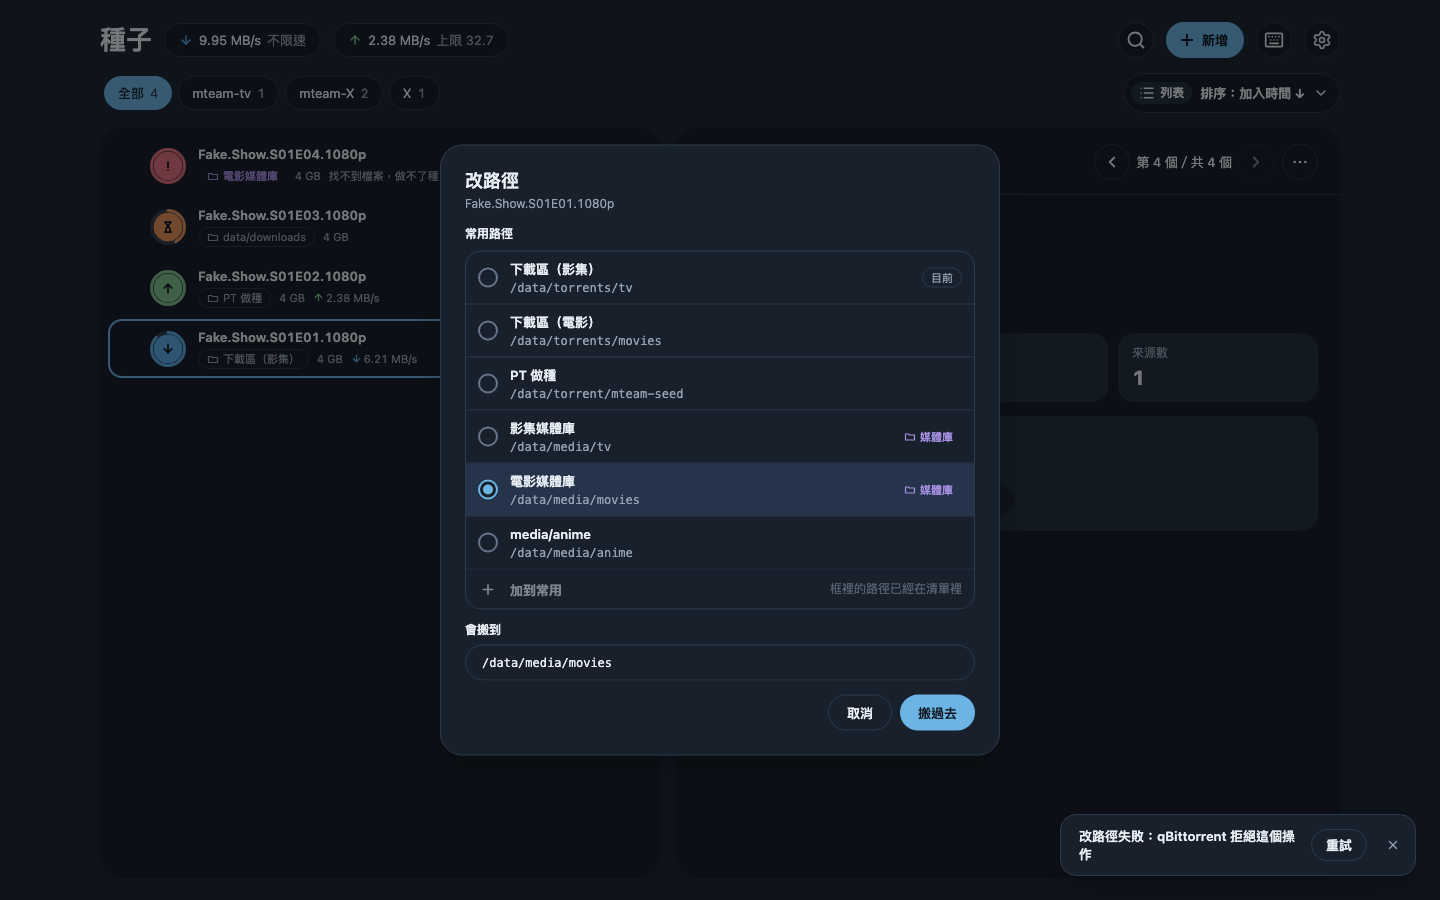 種子
9.95 MB/s 不限速
2.38 MB/s 上限 32.7
新增
全部 4
mteam-tv 1
mteam-X 2
X 1
列表
排序：加入時間
Fake.Show.S01E04.1080p
電影媒體庫 4 GB 找不到檔案，做不了種
Fake.Show.S01E03.1080p
data/downloads 4 GB
Fake.Show.S01E02.1080p
PT 做種 4 GB 2.38 MB/s
Fake.Show.S01E01.1080p
下載區（影集） 4 GB 6.21 MB/s
第 4 個 / 共 4 個
來源數
1
改路徑
Fake.Show.S01E01.1080p
常用路徑
下載區（影集）
/data/torrents/tv
目前
下載區（電影）
/data/torrents/movies
PT 做種
/data/torrent/mteam-seed
影集媒體庫
/data/media/tv
媒體庫
電影媒體庫
/data/media/movies
媒體庫
media/anime
/data/media/anime
加到常用
框裡的路徑已經在清單裡
會搬到
/data/media/movies
取消
搬過去
改路徑失敗：qBittorrent 拒絕這個操
作
重試